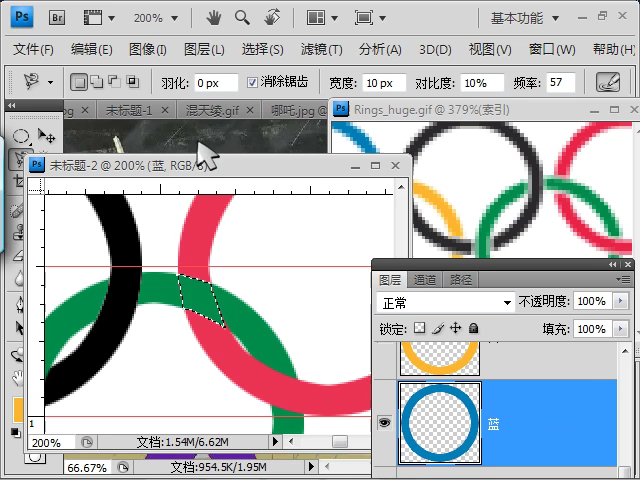 Ps Br 200% 基本功能
文件(F) 编辑(E) 图像(I) 图层(L) 选择(S) 滤镜(T) 分析(A) 3D(D) 视图(V) 窗口(W) 帮助(H)
羽化: 0 px 消除锯齿 宽度: 10 px 对比度: 10% 频率: 57
pg 未标题-1 混天绫.gif 哪吒.jpg @ Ps Rings_huge.gif @ 379%(索引)
Ps 未标题-2 @ 200% (蓝, RGB/8)
图层 通道 路径
正常 不透明度: 100%
锁定: 填充: 100%
蓝
1
200% 文档:1.54M/6.62M
66.67% 文档:954.5K/1.95M